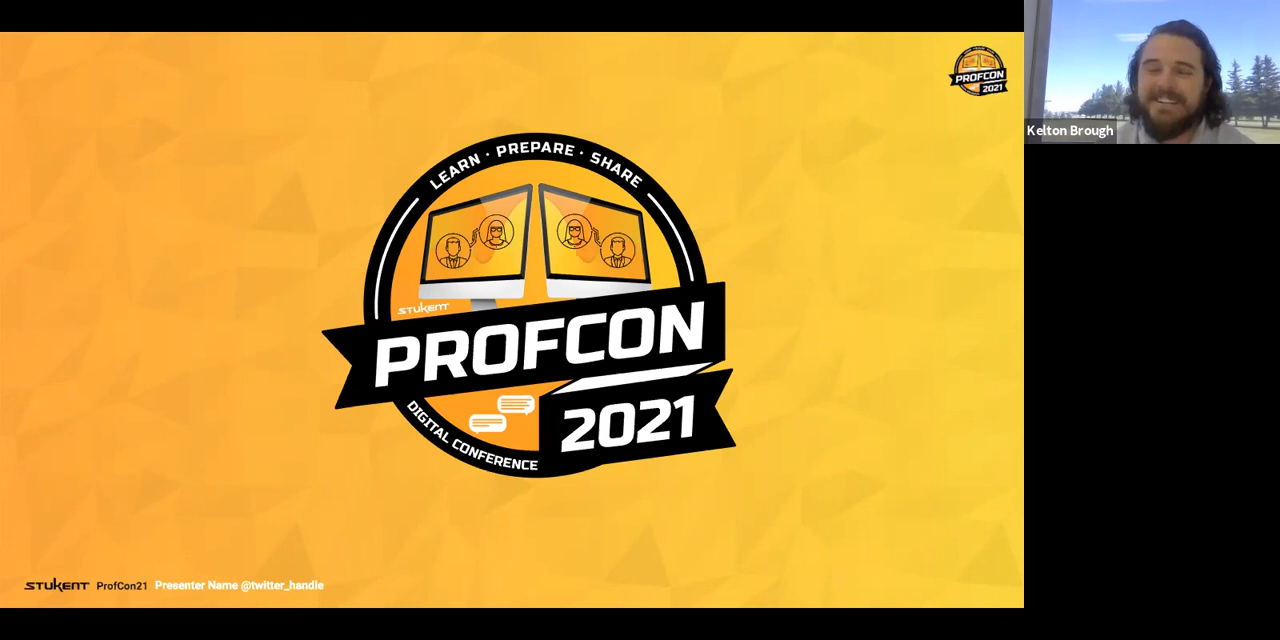 PROFCON
2021
Kelton Brough
LEARN · PREPARE · SHARE
STUKENT
PROFCON
2021
DIGITAL CONFERENCE
STUKENT ProfCon21 Presenter Name @twitter_handle